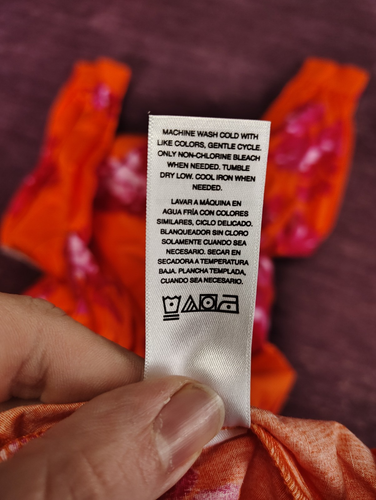 MACHINE WASH COLD WITH
LIKE COLORS, GENTLE CYCLE.
ONLY NON-CHLORINE BLEACH
WHEN NEEDED. TUMBLE
DRY LOW. COOL IRON WHEN
NEEDED.
LAVAR A MÁQUINA EN
AGUA FRÍA CON COLORES
SIMILARES, CICLO DELICADO.
BLANQUEADOR SIN CLORO
SOLAMENTE CUANDO SEA
NECESARIO. SECAR EN
SECADORA A TEMPERATURA
BAJA. PLANCHA TEMPLADA,
CUANDO SEA NECESARIO.